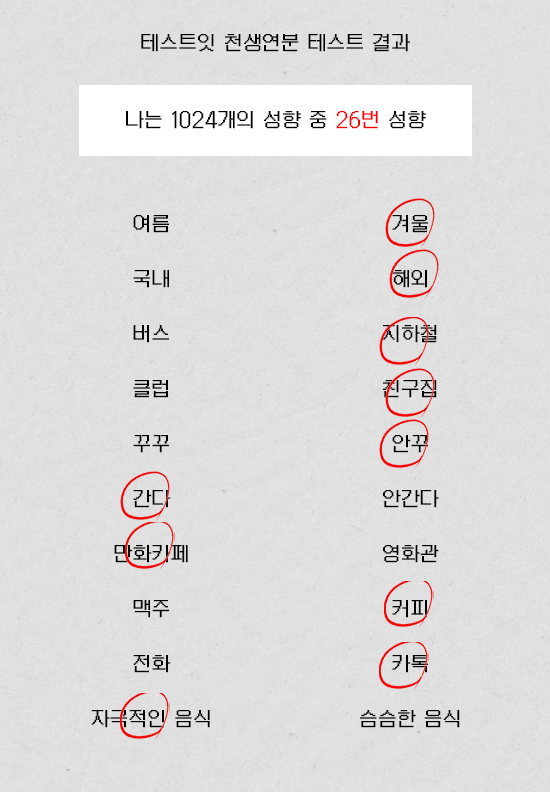 테스트잇 천생연분 테스트 결과
나는 1024개의 성향 중 26번 성향
여름 겨울
국내 해외
버스 지하철
클럽 친구집
꾸꾸 안꾸
간다 안간다
만화카페 영화관
맥주 커피
전화 카톡
자극적인 음식 슴슴한 음식